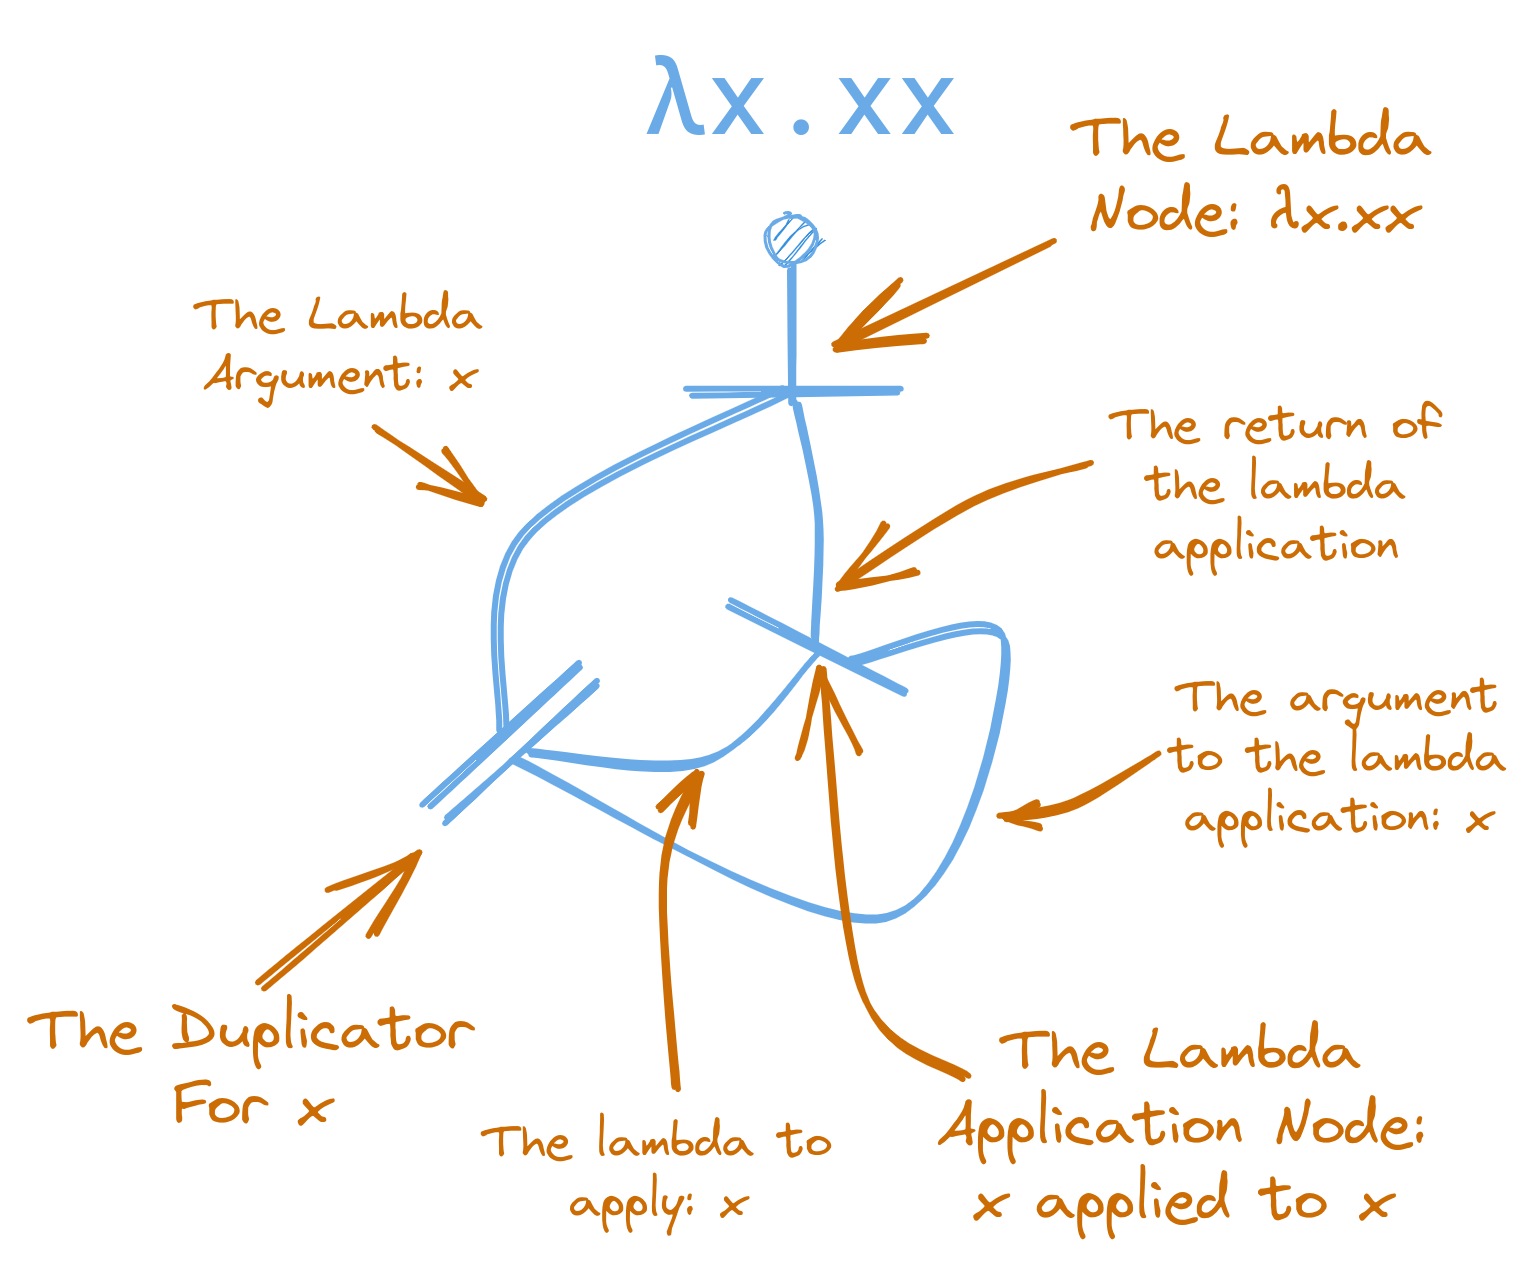 λx.xx
The Lambda
Node: λx.xx
The Lambda
Argument: x
The return of
the lambda
application
The argument
to the lambda
application: x
The Duplicator
For x
The lambda to
apply: x
The Lambda
Application Node:
x applied to x